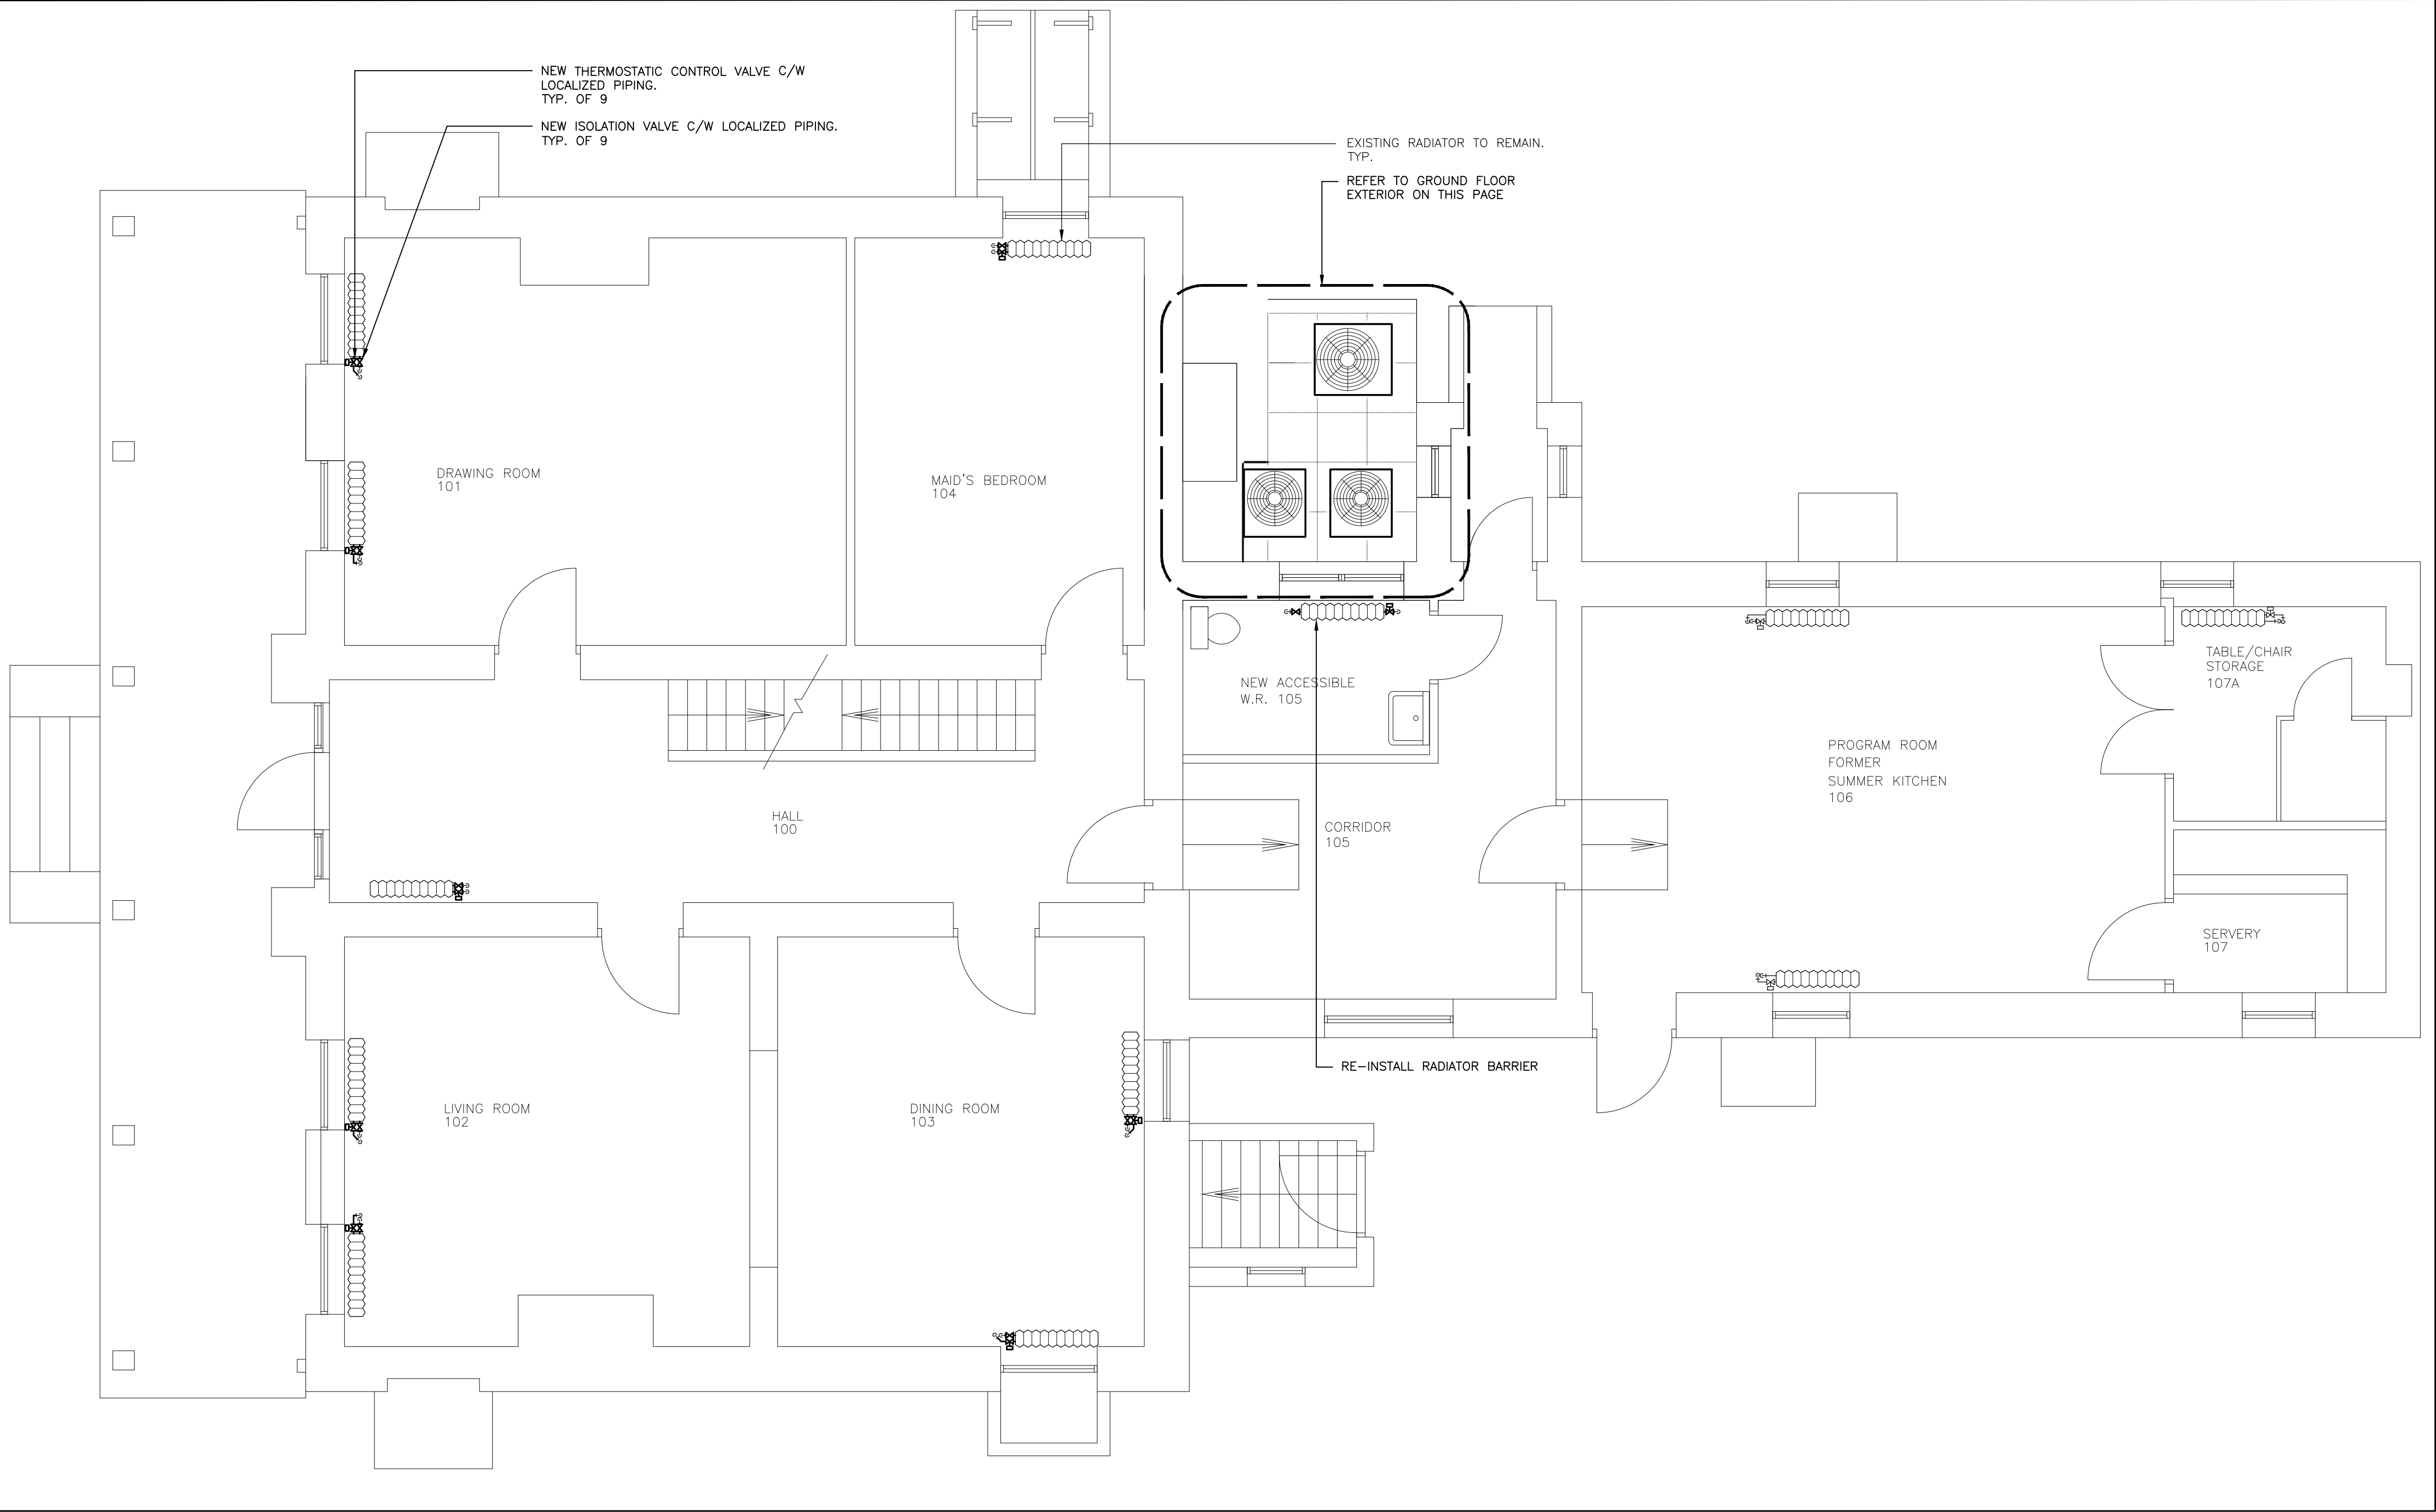 NEW THERMOSTATIC CONTROL VALVE C/W
LOCALIZED PIPING.
TYP. OF 9
NEW ISOLATION VALVE C/W LOCALIZED PIPING.
TYP. OF 9
EXISTING RADIATOR TO REMAIN.
TYP.
REFER TO GROUND FLOOR
EXTERIOR ON THIS PAGE
DRAWING ROOM
101
MAID'S BEDROOM
104
NEW ACCESSIBLE
W.R. 105
TABLE/CHAIR
STORAGE
107A
PROGRAM ROOM
FORMER
SUMMER KITCHEN
106
HALL
100
CORRIDOR
105
SERVERY
107
RE-INSTALL RADIATOR BARRIER
LIVING ROOM
102
DINING ROOM
103